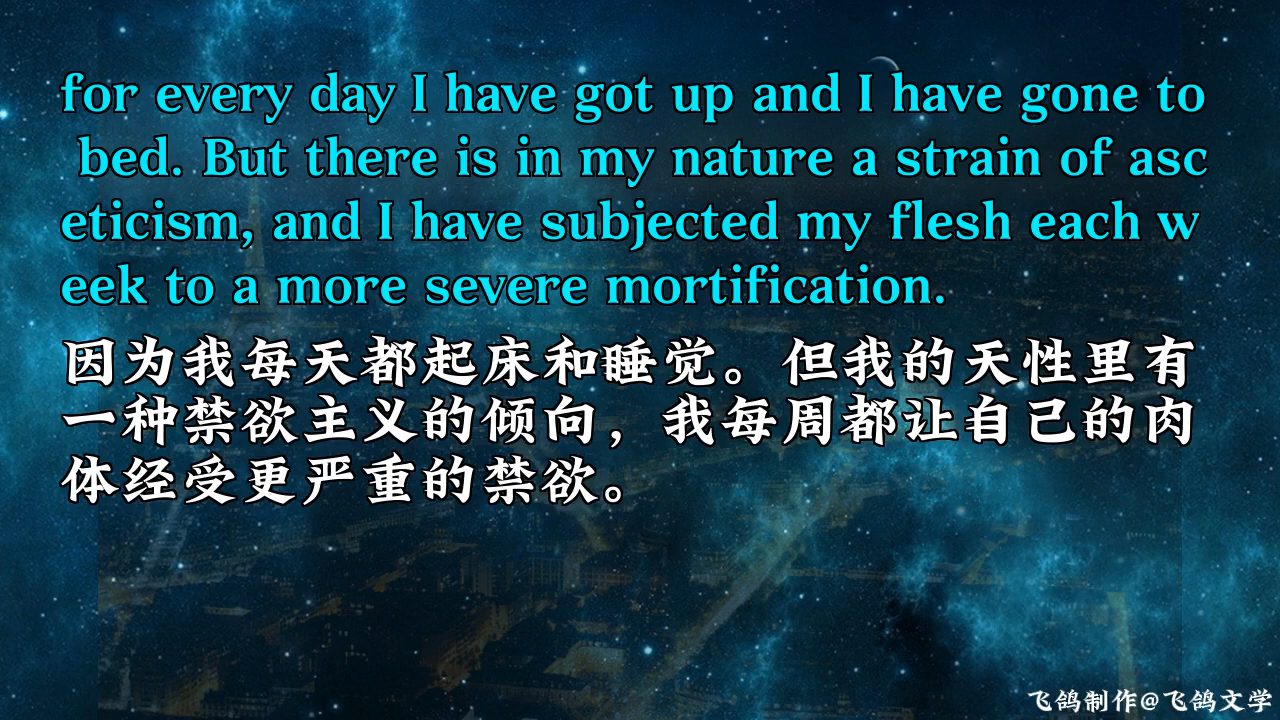 for every day I have got up and I have gone to
bed. But there is in my nature a strain of asc
eticism, and I have subjected my flesh each w
eek to a more severe mortification.
因为我每天都起床和睡觉。但我的天性里有
一种禁欲主义的倾向，我每周都让自己的肉
体经受更严重的禁欲。
飞鸽制作@飞鸽文学